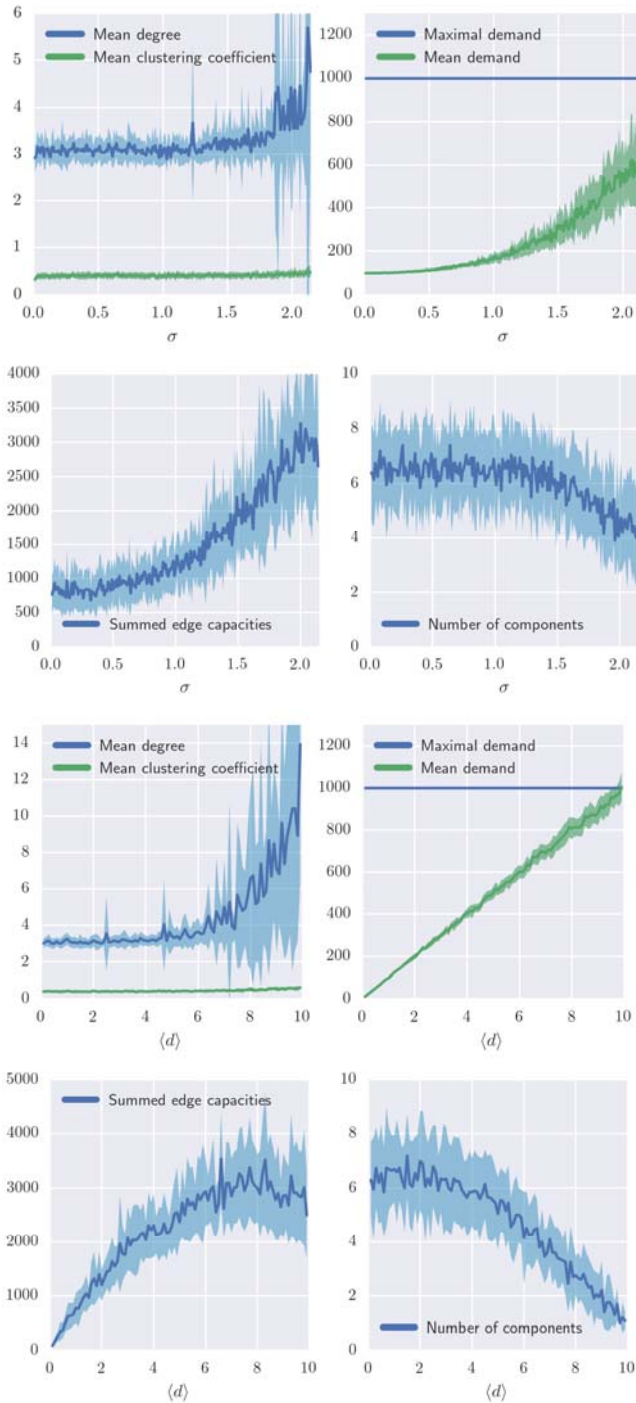 6
5
4
3
2
1
0
Mean degree
Mean clustering coefficient
0.0 0.5 1.0 1.5 2.0
σ
1200
1000
800
600
400
200
0
Maximal demand
Mean demand
0.0 0.5 1.0 1.5 2.0
σ
4000
3500
3000
2500
2000
1500
1000
500
0
Summed edge capacities
0.0 0.5 1.0 1.5 2.0
σ
10
8
6
4
2
0
Number of components
0.0 0.5 1.0 1.5 2.0
σ
14
12
10
8
6
4
2
0
Mean degree
Mean clustering coefficient
0 2 4 6 8 10
⟨d⟩
1200
1000
800
600
400
200
0
Maximal demand
Mean demand
0 2 4 6 8 10
⟨d⟩
5000
4000
3000
2000
1000
0
Summed edge capacities
0 2 4 6 8 10
⟨d⟩
10
8
6
4
2
0
Number of components
0 2 4 6 8 10
⟨d⟩